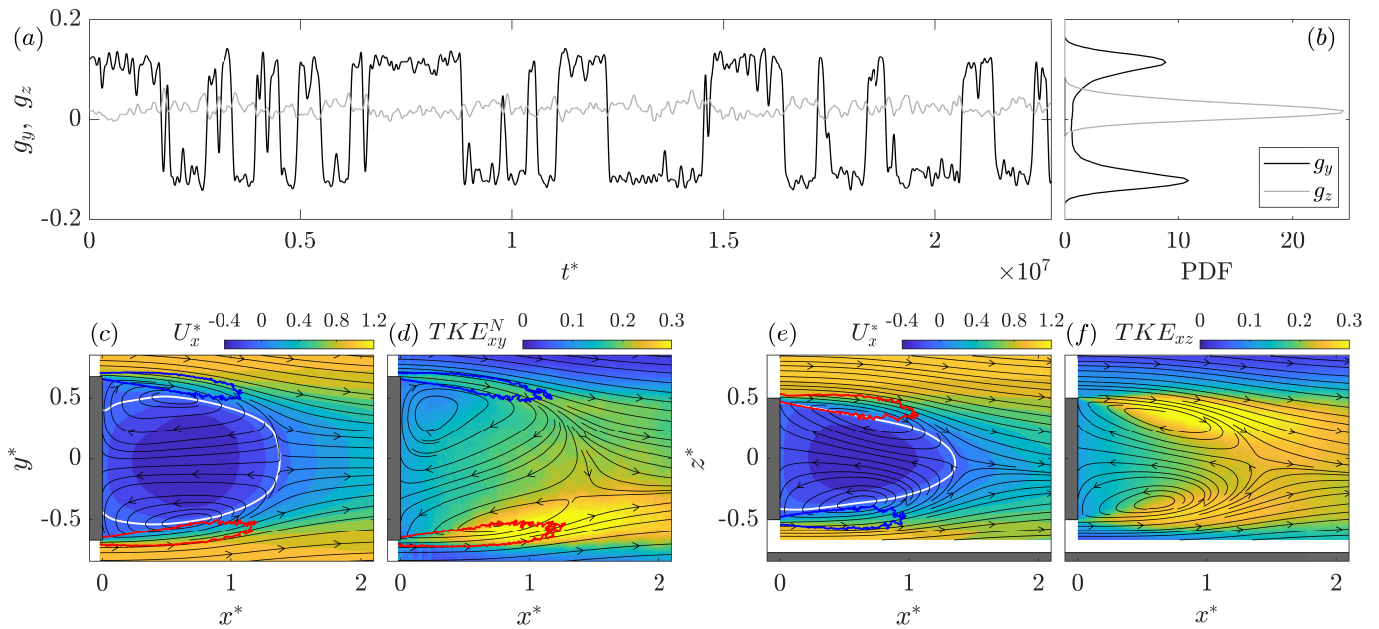 (a)
(b)
0.2
0
-0.2
g_y, g_z
0 0.5 1 1.5 2
t*
×10^7
g_y
g_z
0 10 20
PDF
(c) U_x^* -0.4 0 0.4 0.8 1.2
(d) TKE_{xy}^N 0 0.1 0.2 0.3
(e) U_x^* -0.4 0 0.4 0.8 1.2
(f) TKE_{xz} 0 0.1 0.2 0.3
y*
0.5
0
-0.5
z*
0.5
0
-0.5
0 1 2
0 1 2
0 1 2
0 1 2
x*
x*
x*
x*